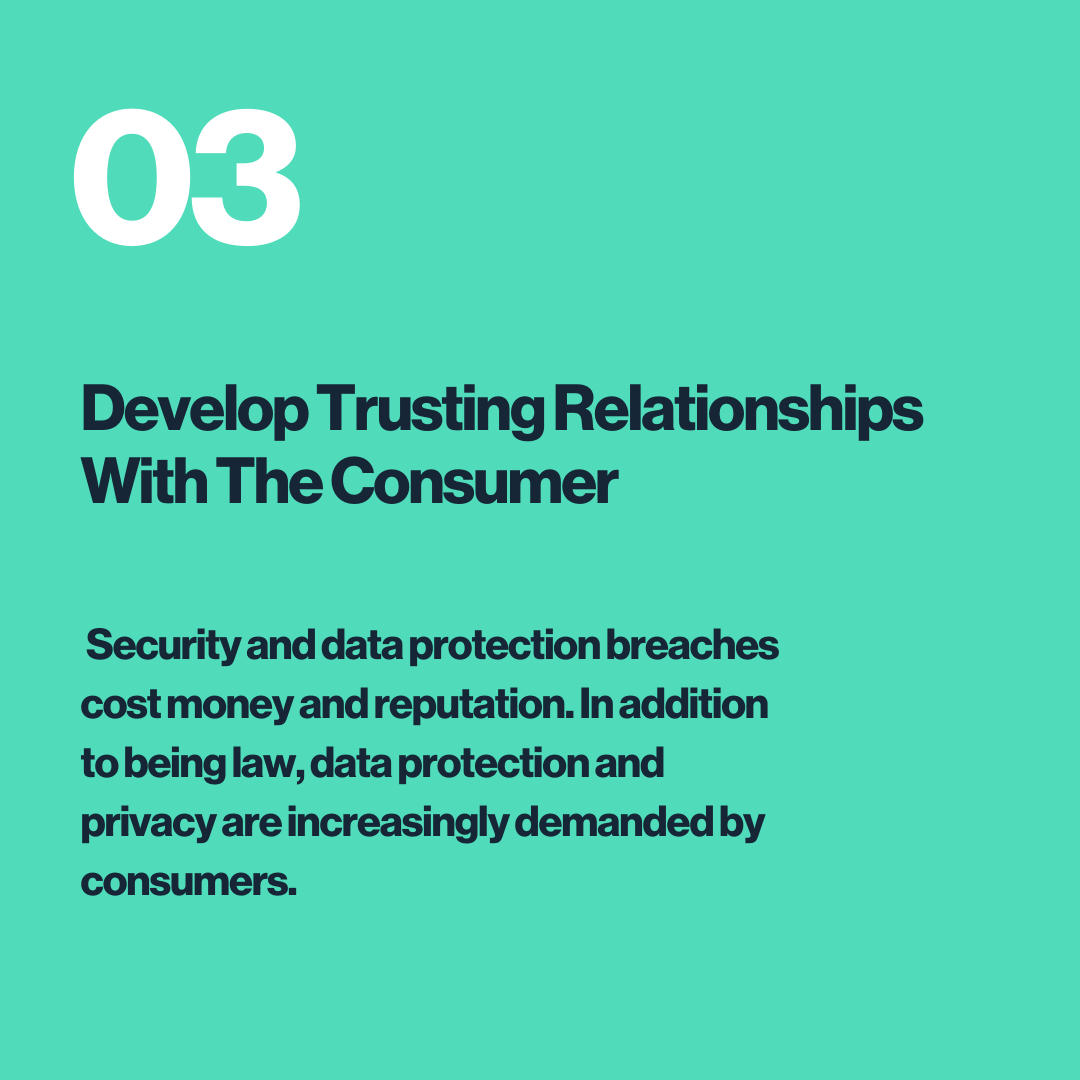 03
Develop Trusting Relationships
With The Consumer
Security and data protection breaches
cost money and reputation. In addition
to being law, data protection and
privacy are increasingly demanded by
consumers.